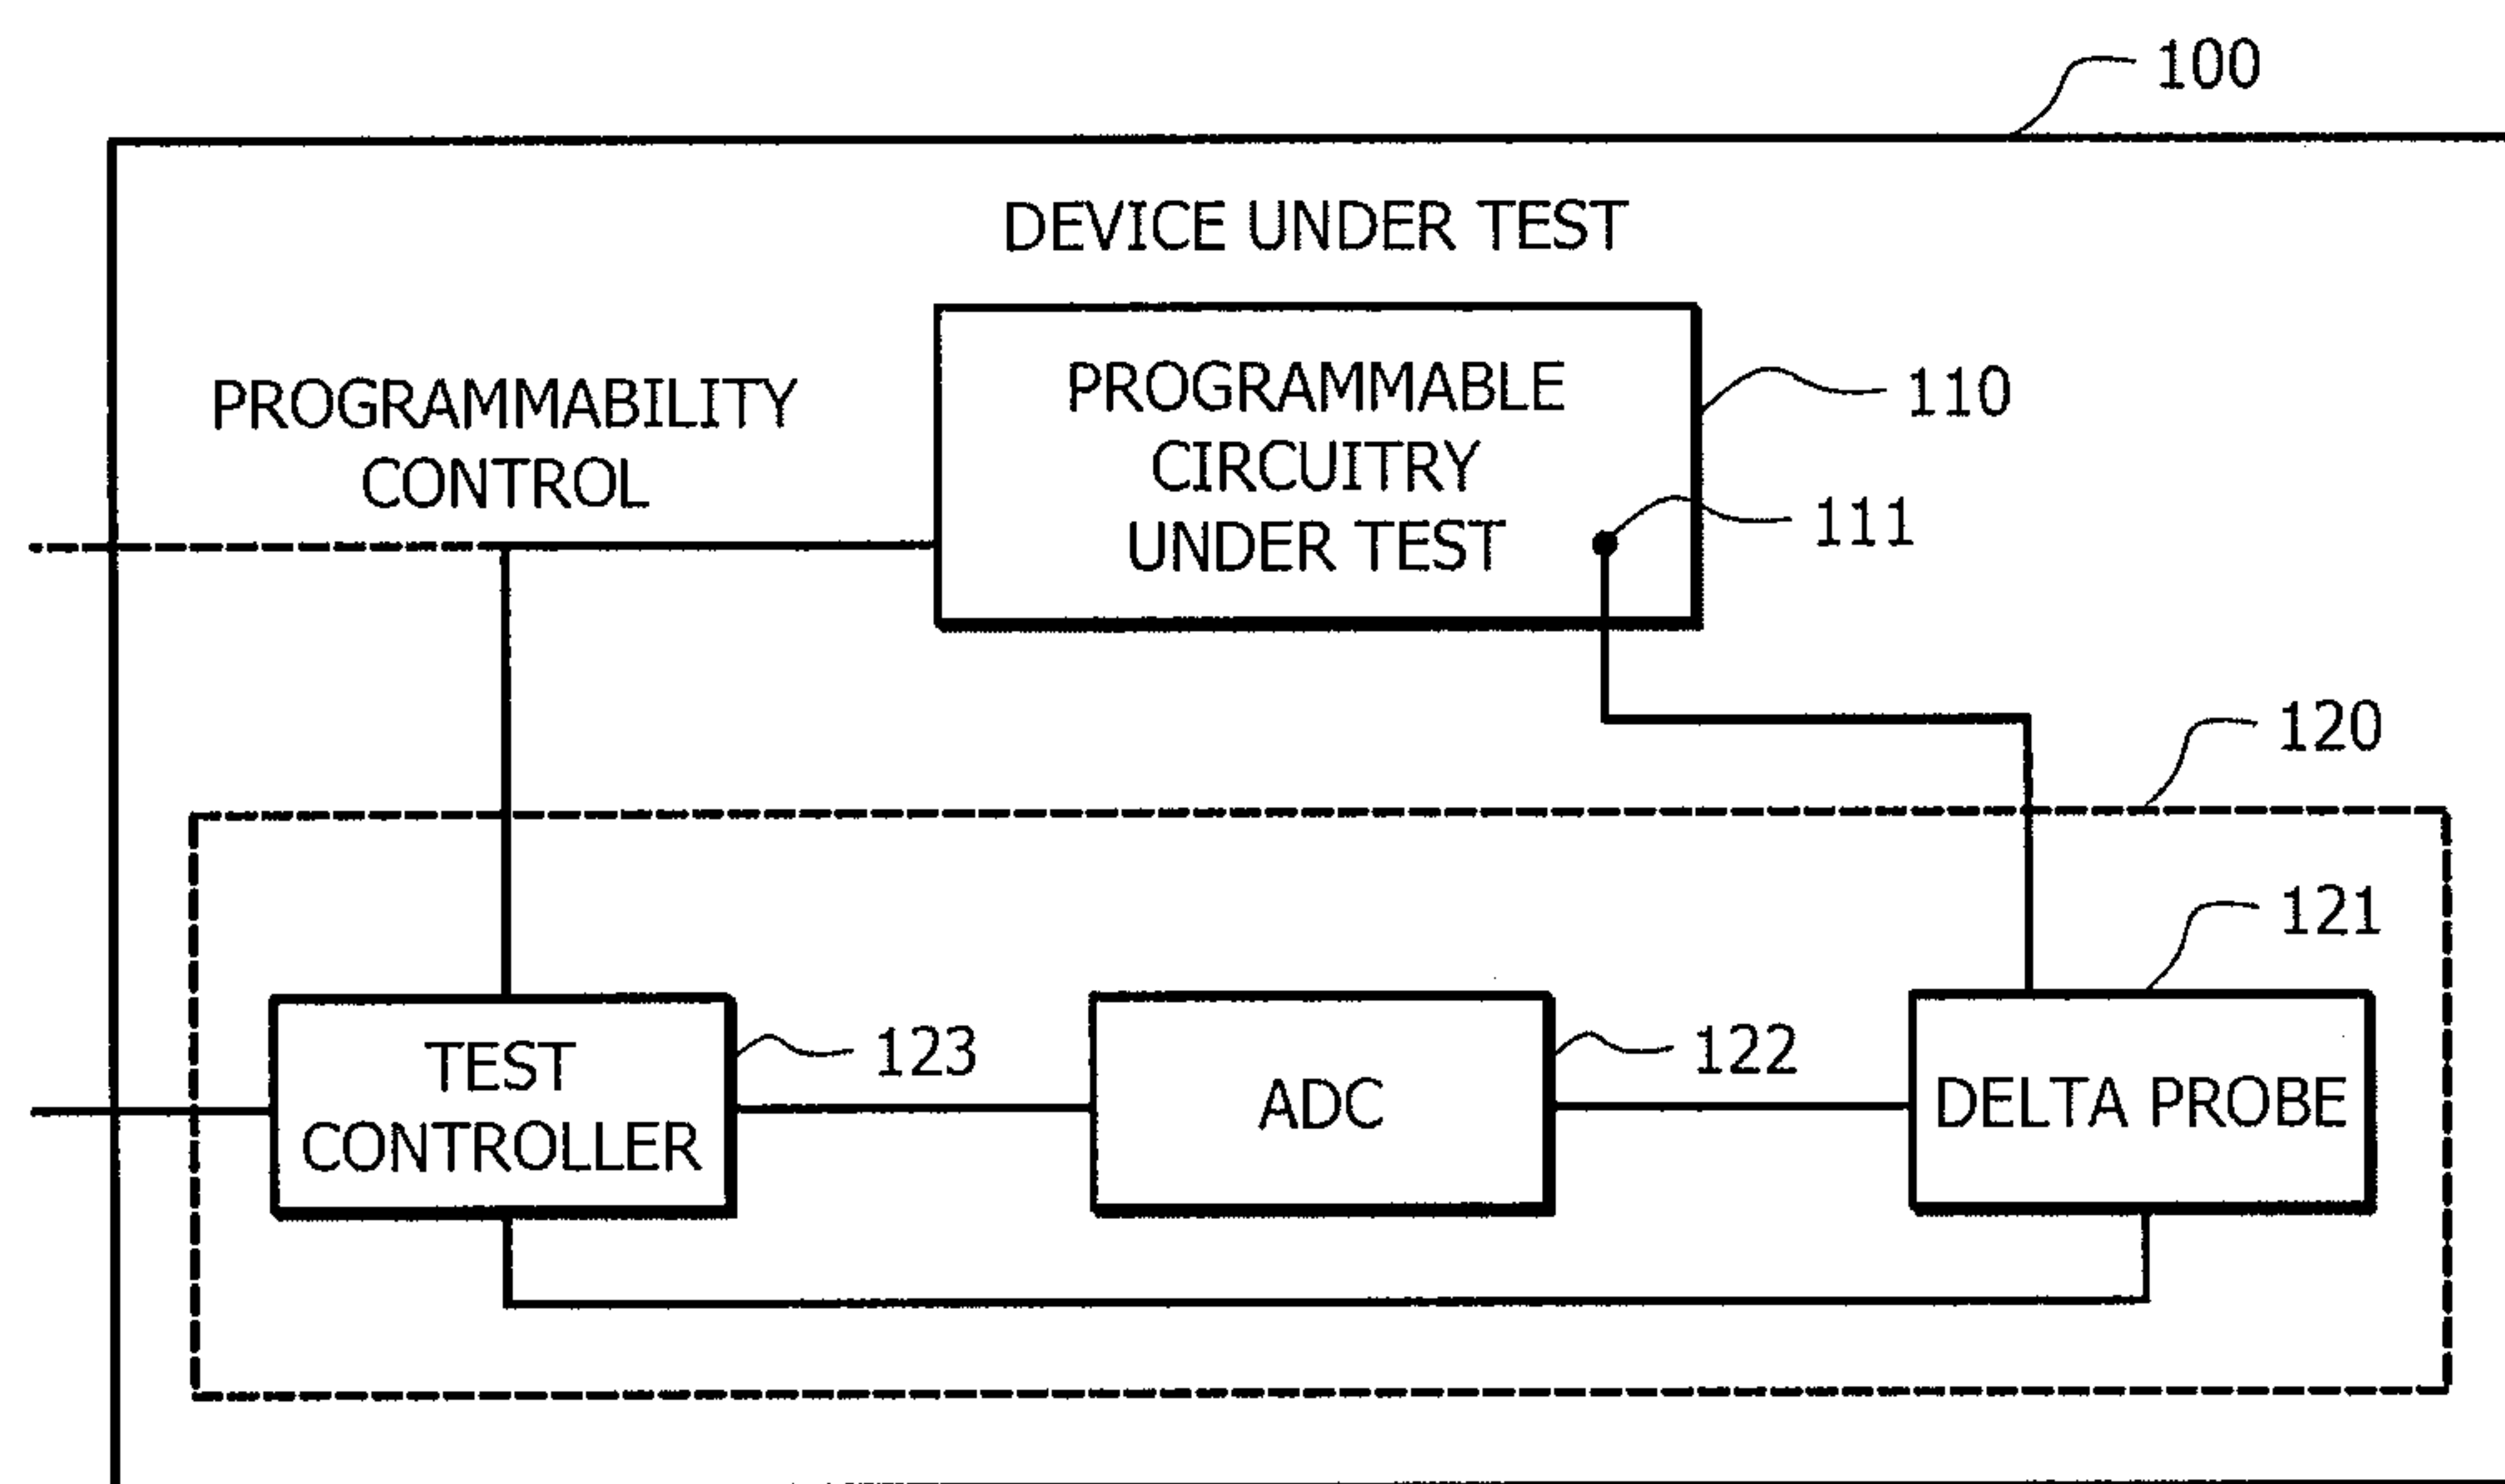 100
DEVICE UNDER TEST
PROGRAMMABILITY
CONTROL
PROGRAMMABLE
CIRCUITRY
UNDER TEST
110
111
120
121
TEST
CONTROLLER
123
ADC
122
DELTA PROBE